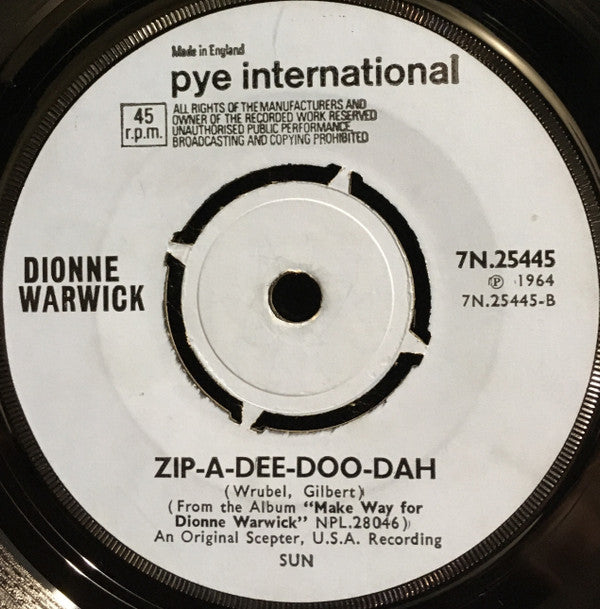 Made in England
pye international
45
r.p.m.
ALL RIGHTS OF THE MANUFACTURERS AND
OWNER OF THE RECORDED WORK RESERVED
UNAUTHORISED PUBLIC PERFORMANCE
BROADCASTING AND COPYING PROHIBITED
DIONNE
WARWICK
7N.25445
℗ 1964
7N.25445-B
ZIP-A-DEE-DOO-DAH
(Wrubel, Gilbert)
(From the Album “Make Way for
Dionne Warwick” NPL.28046)
An Original Scepter, U.S.A. Recording
SUN